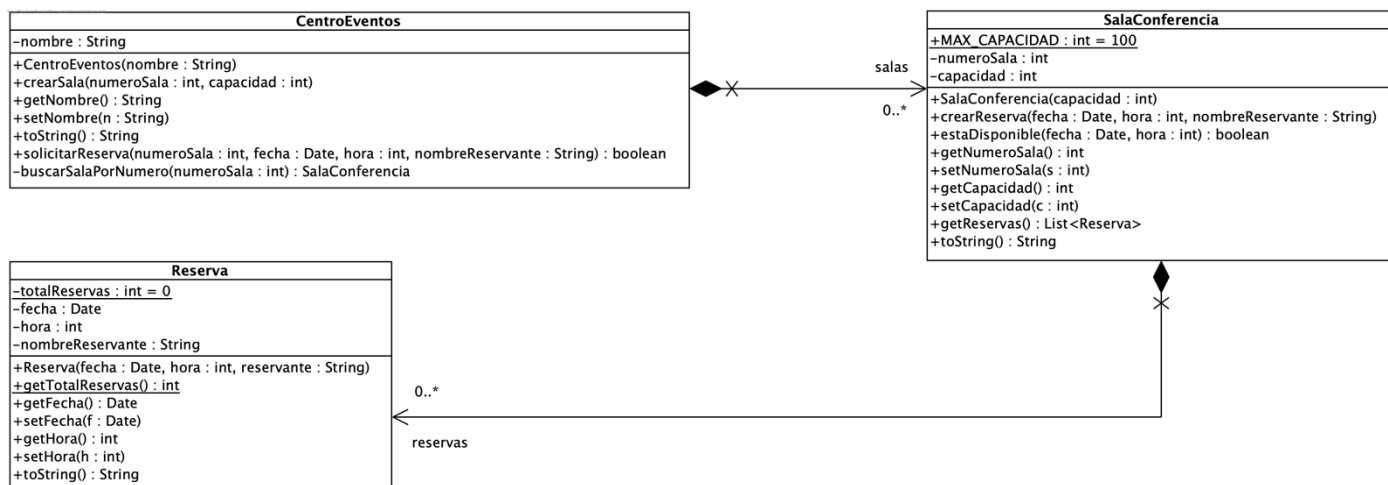 CentroEventos
-nombre : String
+CentroEventos(nombre : String)
+crearSala(numeroSala : int, capacidad : int)
+getNombre() : String
+setNombre(n : String)
+toString() : String
+solicitarReserva(numeroSala : int, fecha : Date, hora : int, nombreReservante : String) : boolean
-buscarSalaPorNumero(numeroSala : int) : SalaConferencia
salas
0..*
SalaConferencia
+MAX_CAPACIDAD : int = 100
-numeroSala : int
-capacidad : int
+SalaConferencia(capacidad : int)
+crearReserva(fecha : Date, hora : int, nombreReservante : String)
+estaDisponible(fecha : Date, hora : int) : boolean
+getNumeroSala() : int
+setNumeroSala(s : int)
+getCapacidad() : int
+setCapacidad(c : int)
+getReservas() : List<Reserva>
+toString() : String
Reserva
-totalReservas : int = 0
-fecha : Date
-hora : int
-nombreReservante : String
+Reserva(fecha : Date, hora : int, reservante : String)
+getTotalReservas() : int
+getFecha() : Date
+setFecha(f : Date)
+getHora() : int
+setHora(h : int)
+toString() : String
0..*
reservas